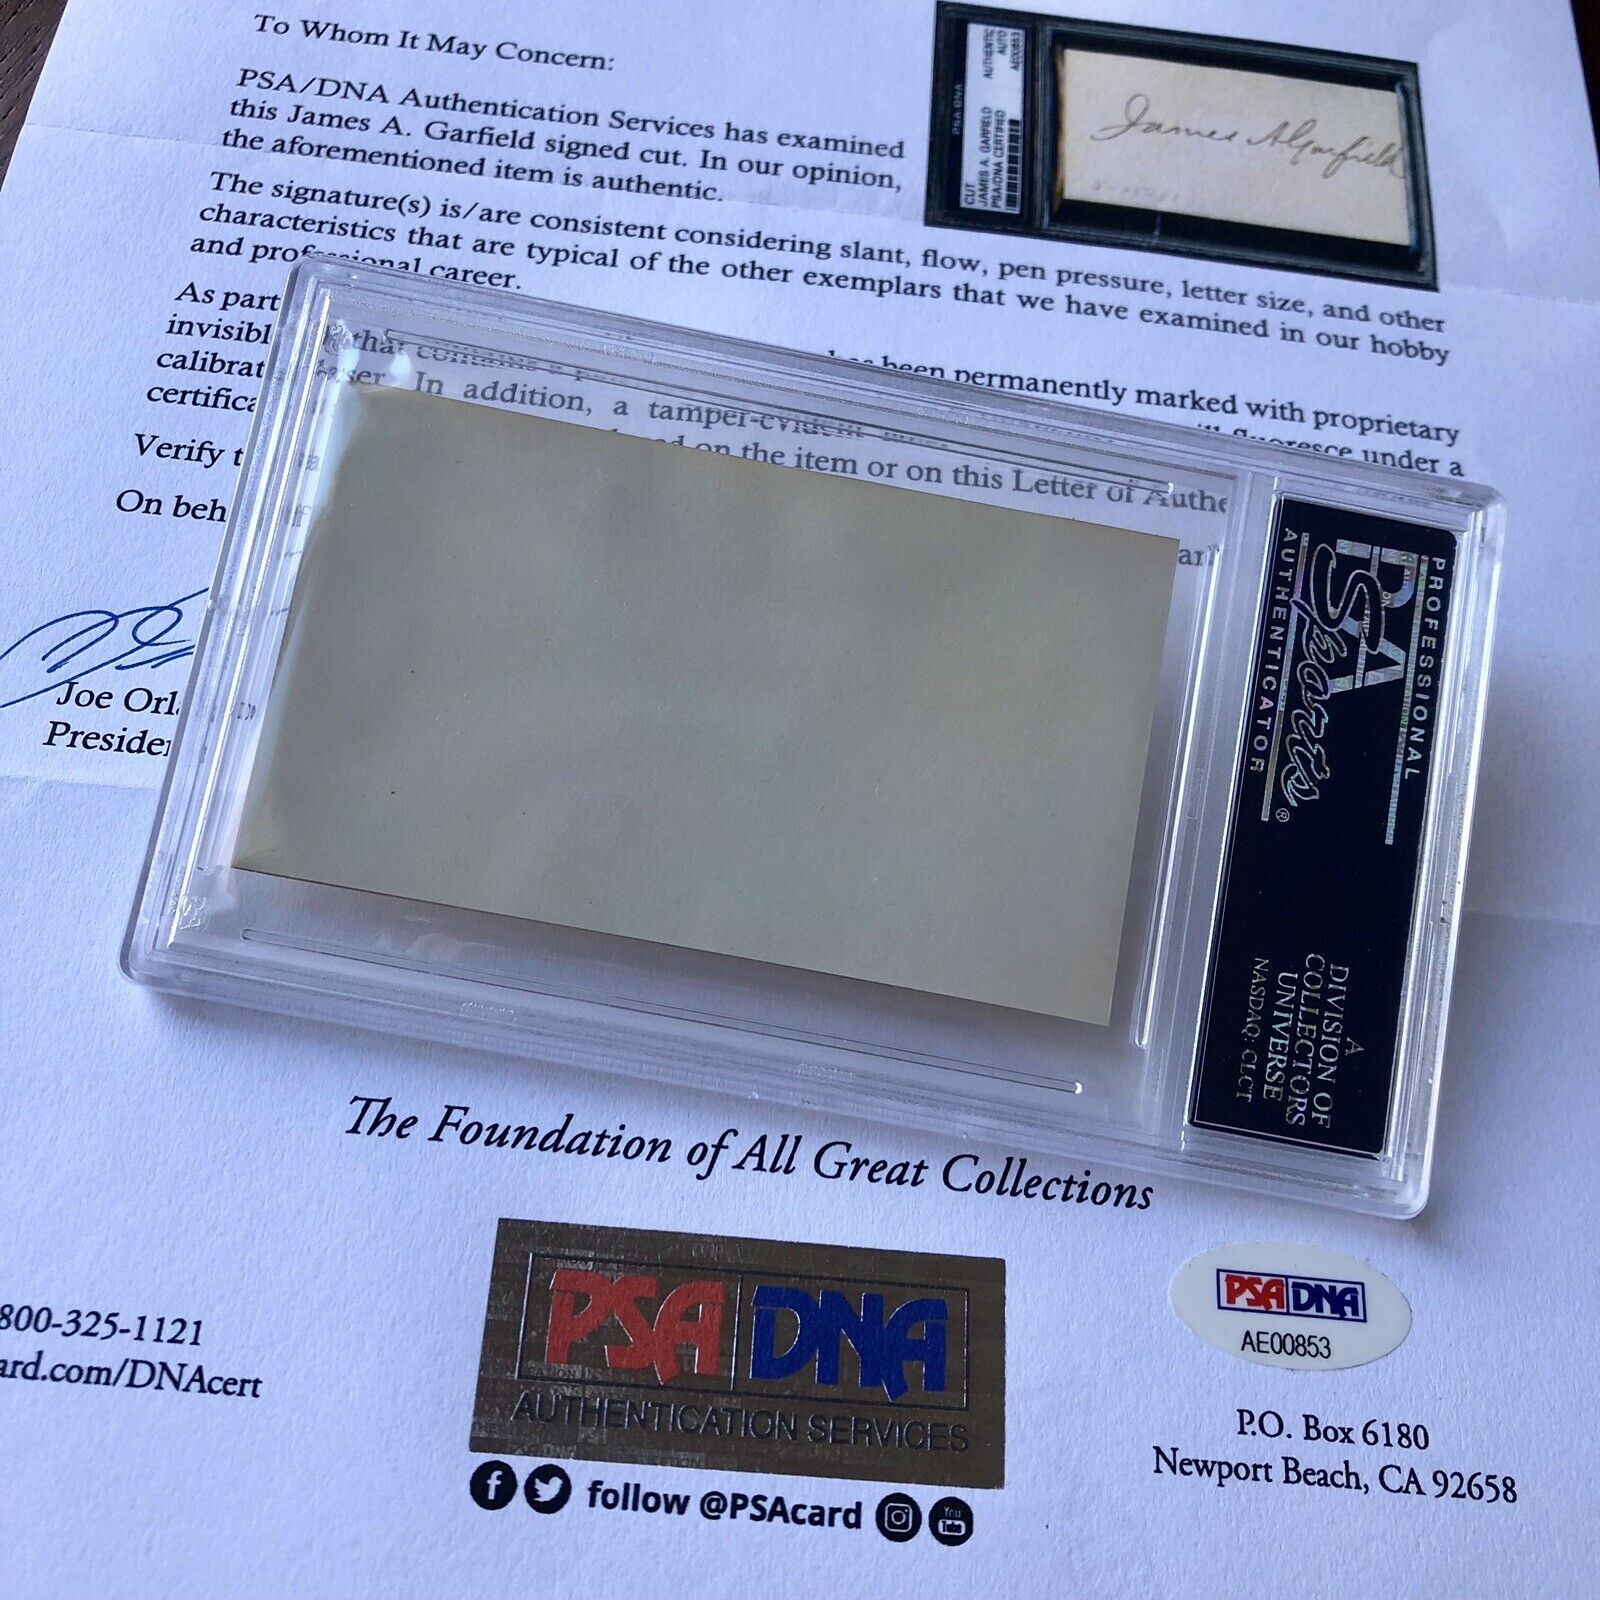 To Whom It May Concern:
PSA/DNA Authentication Services has examined
this James A. Garfield signed cut. In our opinion,
the aforementioned item is authentic.
PSA/DNA
CUT
JAMES A. GARFIELD
PSA/DNA CERTIFIED
AUTHENTIC
AUTO
AE00853
James A Garfield
The signature(s) is/are consistent considering slant, flow, pen pressure, letter size, and other
characteristics that are typical of the other exemplars that we have examined in our hobby
and professional career.
As part been permanently marked with proprietary
invisibl that contains a fluoresce under a
calibrat laser. In addition, a tamper-evident
certifica on the item or on this Letter of Authe
Verify t
On beh
Joe Orl
Presiden
PROFESSIONAL
PSA
Sports®
AUTHENTICATOR
A
DIVISION OF
COLLECTORS
UNIVERSE
NASDAQ: CLCT
The Foundation of All Great Collections
800-325-1121
ard.com/DNAcert
PSA DNA
AUTHENTICATION SERVICES
follow @PSAcard
You
Tube
PSA DNA
AE00853
P.O. Box 6180
Newport Beach, CA 92658